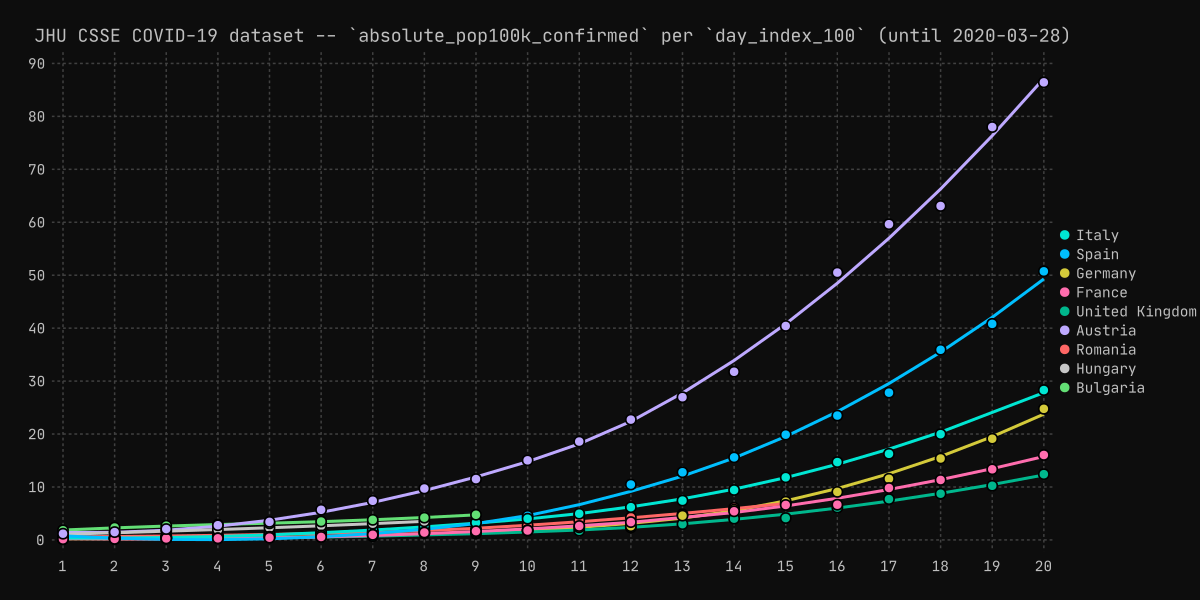 JHU CSSE COVID-19 dataset -- `absolute_pop100k_confirmed` per `day_index_100` (until 2020-03-28)
90
80
70
60
50
40
30
20
10
0
1 2 3 4 5 6 7 8 9 10 11 12 13 14 15 16 17 18 19 20
Italy
Spain
Germany
France
United Kingdom
Austria
Romania
Hungary
Bulgaria